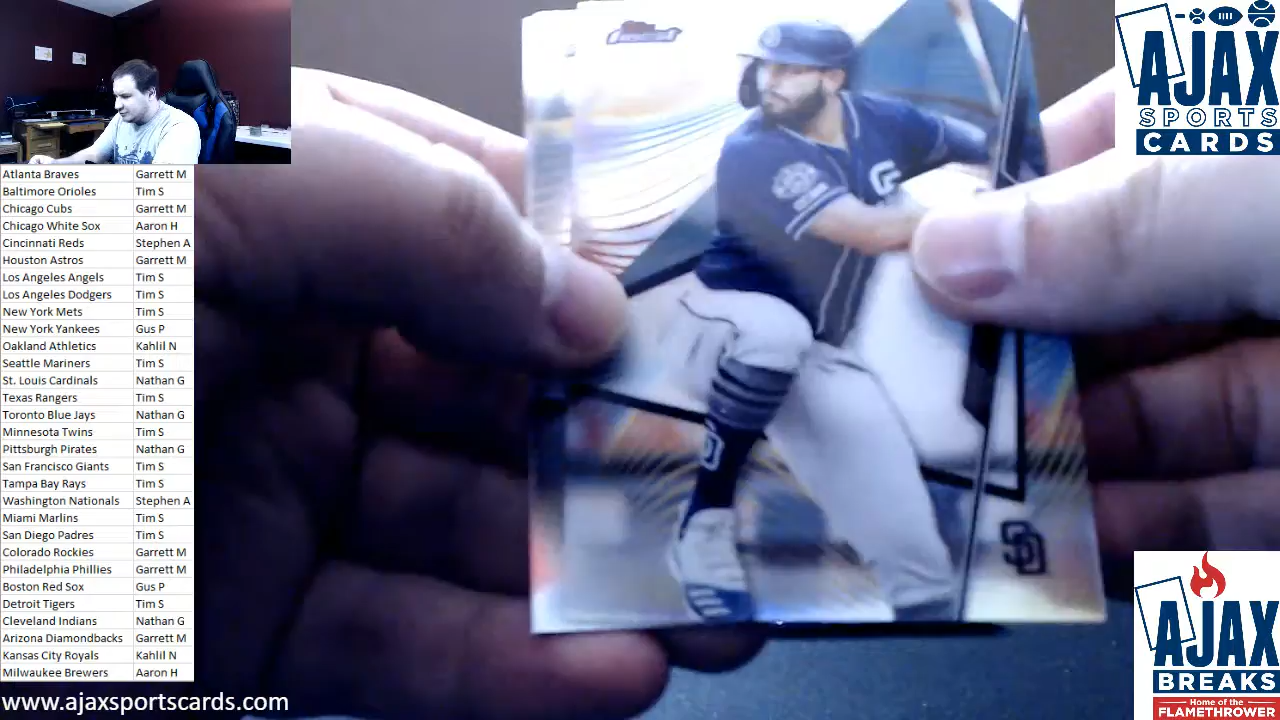 AJAX
SPORTS
CARDS
Atlanta Braves Garrett M
Baltimore Orioles Tim S
Chicago Cubs Garrett M
Chicago White Sox Aaron H
Cincinnati Reds Stephen A
Houston Astros Garrett M
Los Angeles Angels Tim S
Los Angeles Dodgers Tim S
New York Mets Tim S
New York Yankees Gus P
Oakland Athletics Kahlil N
Seattle Mariners Tim S
St. Louis Cardinals Nathan G
Texas Rangers Tim S
Toronto Blue Jays Nathan G
Minnesota Twins Tim S
Pittsburgh Pirates Nathan G
San Francisco Giants Tim S
Tampa Bay Rays Tim S
Washington Nationals Stephen A
Miami Marlins Tim S
San Diego Padres Tim S
Colorado Rockies Garrett M
Philadelphia Phillies Garrett M
Boston Red Sox Gus P
Detroit Tigers Tim S
Cleveland Indians Nathan G
Arizona Diamondbacks Garrett M
Kansas City Royals Kahlil N
Milwaukee Brewers Aaron H
www.ajaxsportscards.com
SD
AJAX
BREAKS
Home of the
FLAMETHROWER